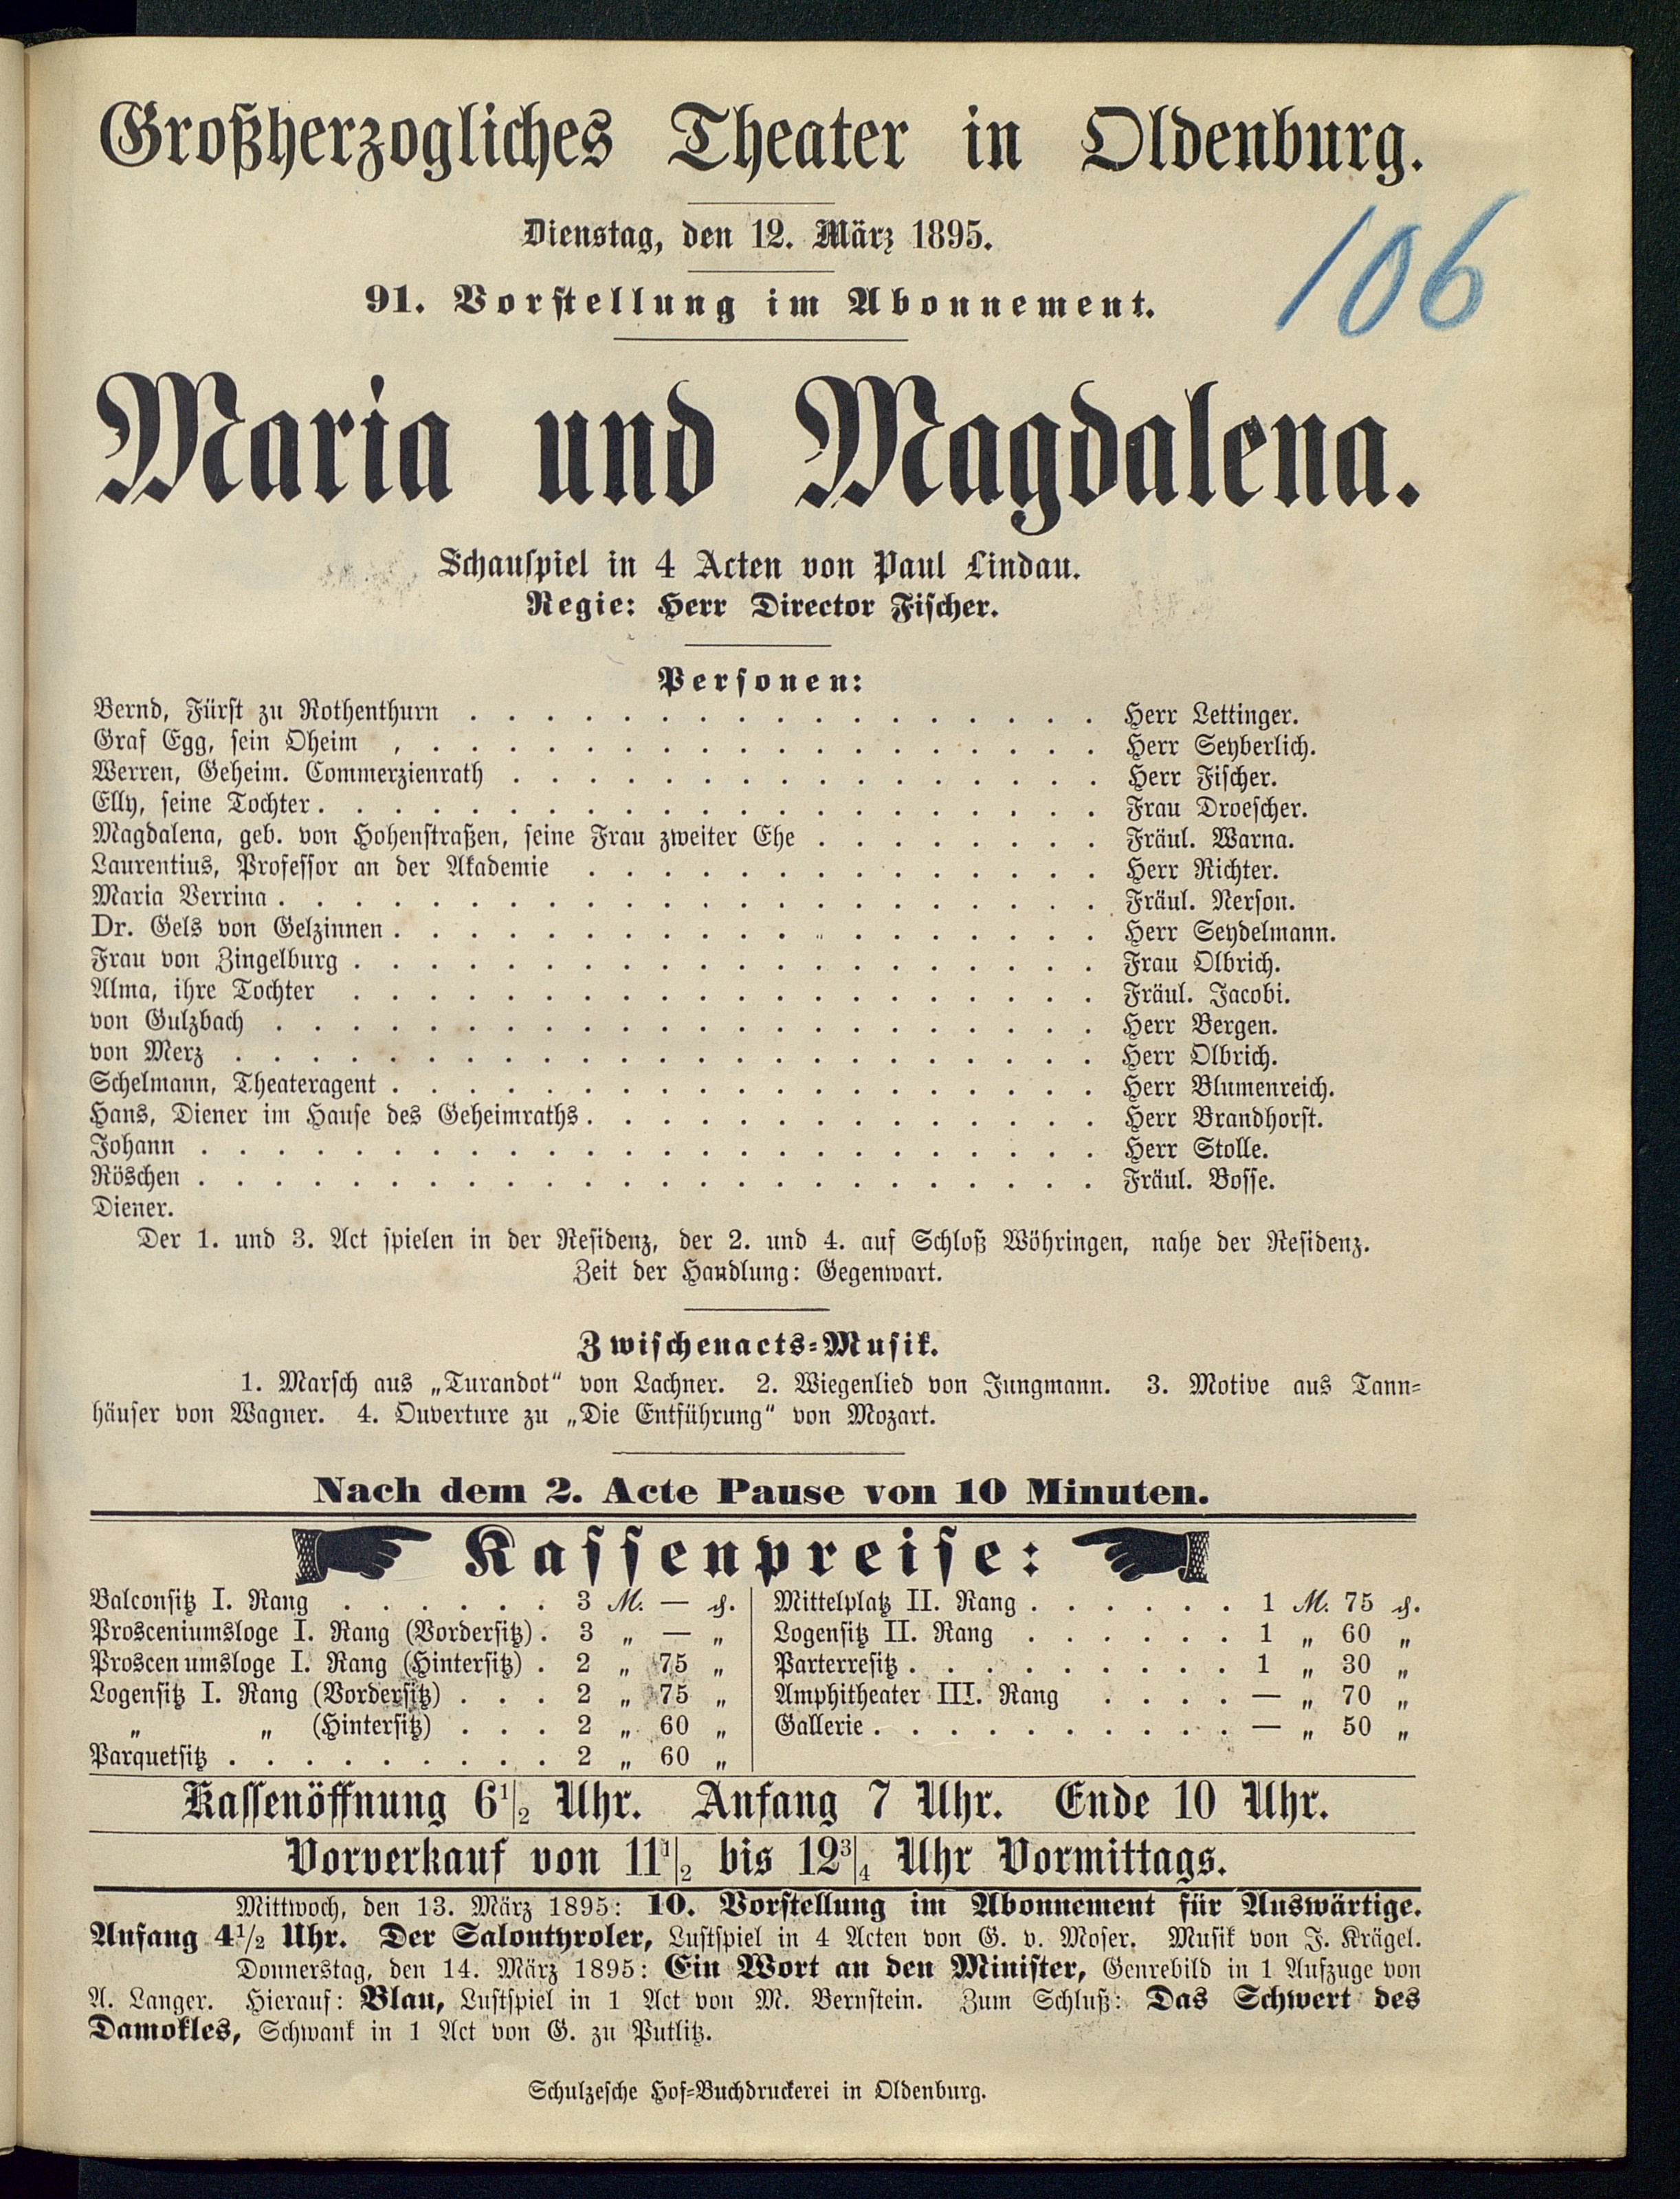 Großherzogliches Theater in Oldenburg.
Dienstag, den 12. März 1895.
106
91. Vorstellung im Abonnement.
Maria und Magdalena.
Schauspiel in 4 Acten von Paul Lindau.
Regie: Herr Director Fischer.
Personen:
Bernd, Fürst zu Rothenthurn . . . . . . . . . . . . . . . . . Herr Lettinger.
Graf Egg, sein Oheim , . . . . . . . . . . . . . . . . . . Herr Seyberlich.
Werren, Geheim. Commerzienrath . . . . . . . . . . . . . . . . Herr Fischer.
Elly, seine Tochter . . . . . . . . . . . . . . . . . . . . . Frau Droescher.
Magdalena, geb. von Hohenstraßen, seine Frau zweiter Ehe . . . . . . . . Fräul. Warna.
Laurentius, Professor an der Akademie . . . . . . . . . . . . . . Herr Richter.
Maria Verrina . . . . . . . . . . . . . . . . . . . . . . Fräul. Nerson.
Dr. Gels von Gelzinnen . . . . . . . . . . . . . . . . . . . Herr Seydelmann.
Frau von Zingelburg . . . . . . . . . . . . . . . . . . . . Frau Olbrich.
Alma, ihre Tochter . . . . . . . . . . . . . . . . . . . . Fräul. Jacobi.
von Gulzbach . . . . . . . . . . . . . . . . . . . . . . Herr Bergen.
von Merz . . . . . . . . . . . . . . . . . . . . . . . Herr Olbrich.
Schelmann, Theateragent . . . . . . . . . . . . . . . . . . . Herr Blumenreich.
Hans, Diener im Hause des Geheimraths . . . . . . . . . . . . . . Herr Brandhorst.
Johann . . . . . . . . . . . . . . . . . . . . . . . . Herr Stolle.
Röschen . . . . . . . . . . . . . . . . . . . . . . . . Fräul. Bosse.
Diener.
Der 1. und 3. Act spielen in der Residenz, der 2. und 4. auf Schloß Wöhringen, nahe der Residenz.
Zeit der Handlung: Gegenwart.
Zwischenacts-Musik.
1. Marsch aus „Turandot“ von Lachner. 2. Wiegenlied von Jungmann. 3. Motive aus Tann-
häuser von Wagner. 4. Ouverture zu „Die Entführung“ von Mozart.
Nach dem 2. Acte Pause von 10 Minuten.
Kassenpreise:
Balconsitz I. Rang . . . . . . 3 M. — ₰.
Prosceniumsloge I. Rang (Vordersitz) . 3 „ — „
Proscen umsloge I. Rang (Hintersitz) . 2 „ 75 „
Logensitz I. Rang (Vordersitz) . . . 2 „ 75 „
„ „ (Hintersitz) . . . 2 „ 60 „
Parquetsitz . . . . . . . . . 2 „ 60 „
Mittelplatz II. Rang . . . . . . 1 M. 75 ₰.
Logensitz II. Rang . . . . . . 1 „ 60 „
Parterresitz . . . . . . . . . 1 „ 30 „
Amphitheater III. Rang . . . . — „ 70 „
Gallerie . . . . . . . . . . — „ 50 „
Kassenöffnung 6½ Uhr. Anfang 7 Uhr. Ende 10 Uhr.
Vorverkauf von 11½ bis 12¾ Uhr Vormittags.
Mittwoch, den 13. März 1895: 10. Vorstellung im Abonnement für Auswärtige.
Anfang 4½ Uhr. Der Salontyroler, Lustspiel in 4 Acten von G. v. Moser. Musik von J. Krägel.
Donnerstag, den 14. März 1895: Ein Wort an den Minister, Genrebild in 1 Aufzuge von
A. Langer. Hierauf: Blau, Lustspiel in 1 Act von M. Bernstein. Zum Schluß: Das Schwert des
Damokles, Schwank in 1 Act von G. zu Putlitz.
Schulzesche Hof-Buchdruckerei in Oldenburg.